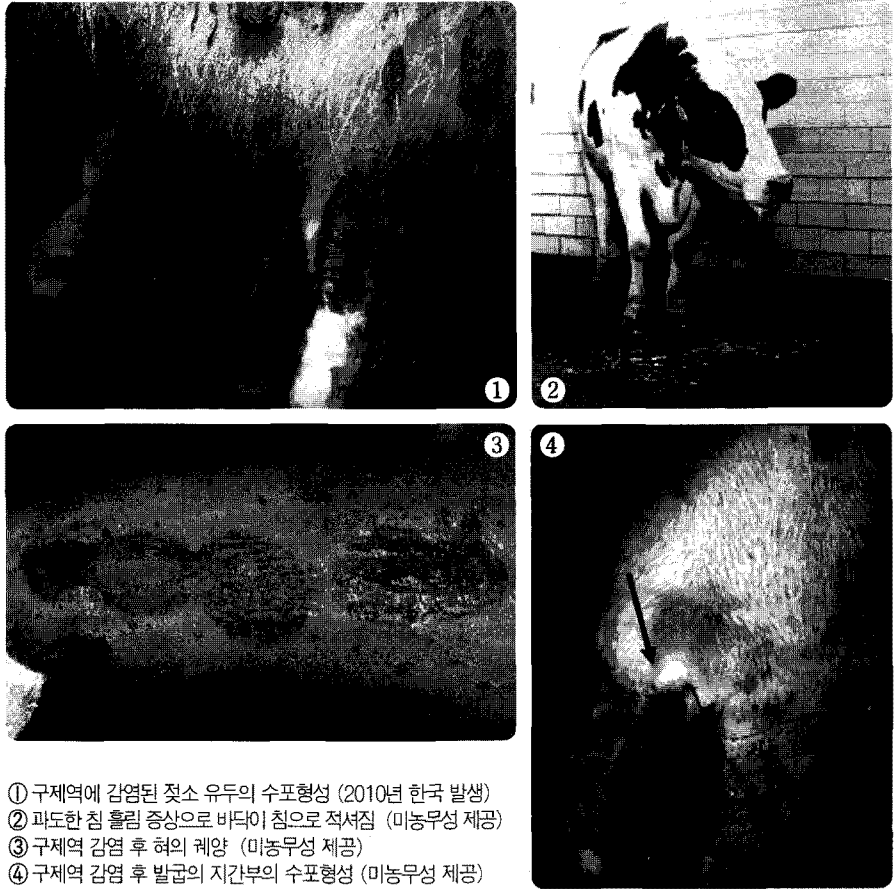 ①
②
③
④
① 구제역에 감염된 젖소 유두의 수포형성 (2010년 한국 발생)
② 과도한 침 흘림 증상으로 바닥이 침으로 적셔짐 (미농무성 제공)
③ 구제역 감염 후 혀의 궤양 (미농무성 제공)
④ 구제역 감염 후 발굽의 지간부의 수포형성 (미농무성 제공)